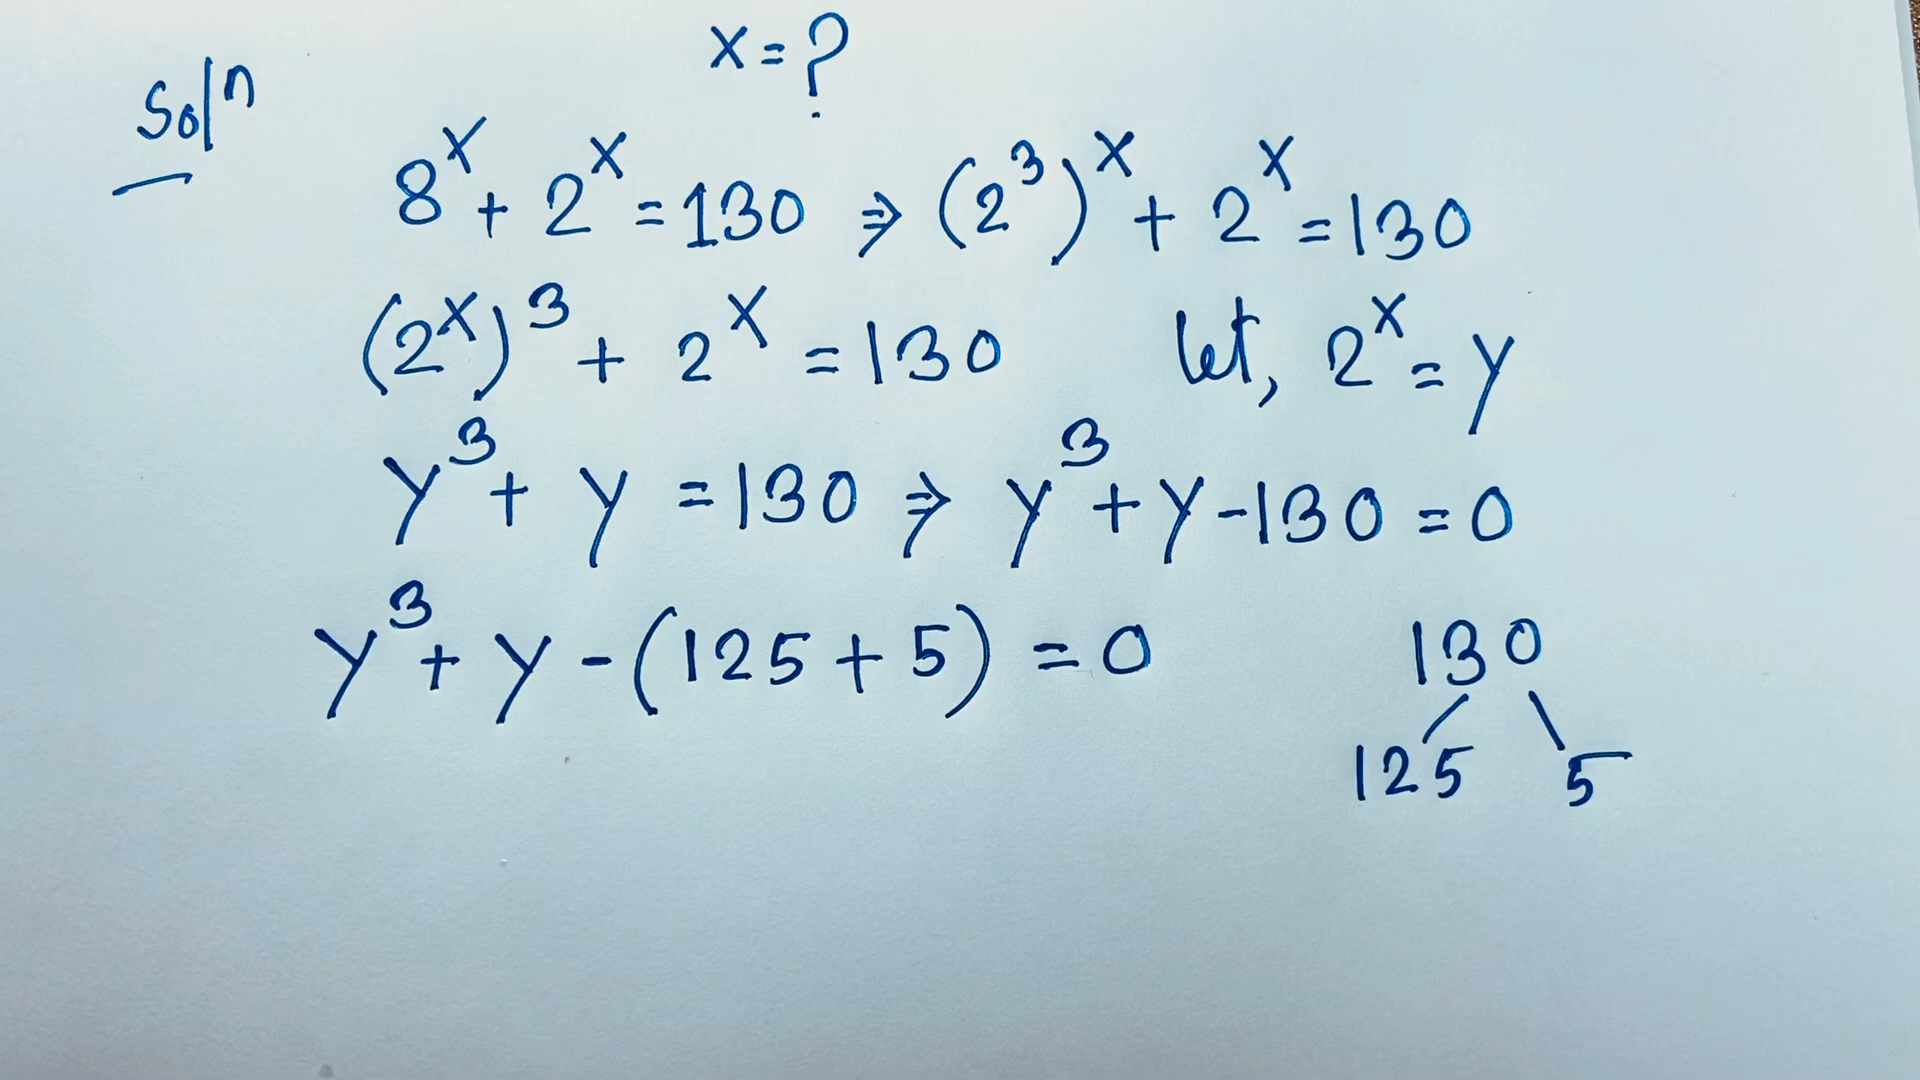 x = ?
Soln
8^x + 2^x = 130 ⇒ (2^3)^x + 2^x = 130
(2^x)^3 + 2^x = 130 let, 2^x = y
y^3 + y = 130 ⇒ y^3 + y - 130 = 0
y^3 + y - (125 + 5) = 0 130
125 5